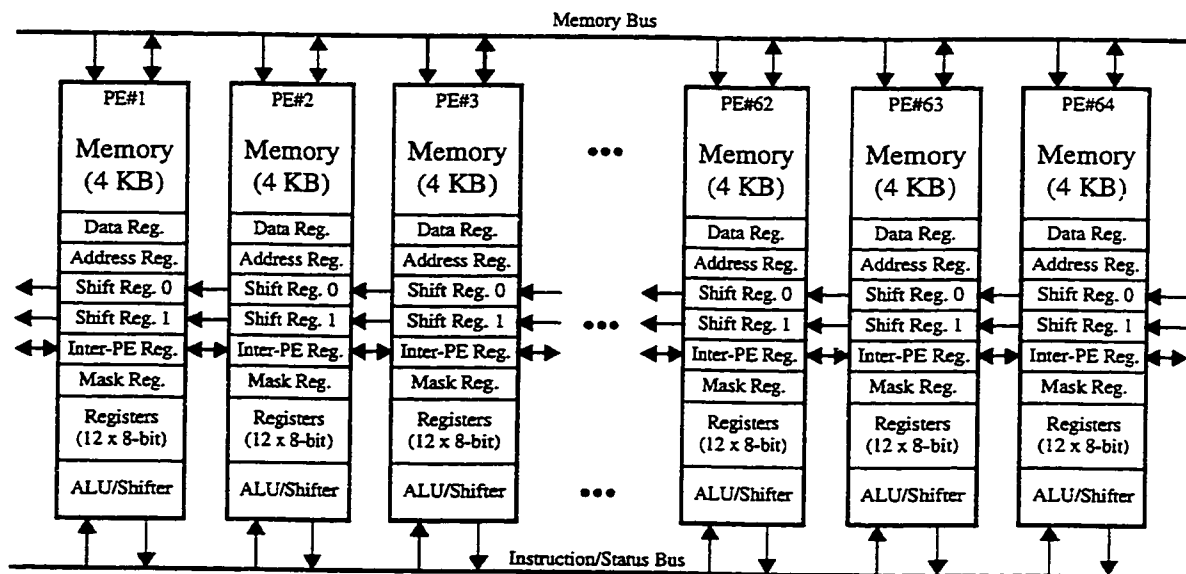 Memory Bus
PE#1
Memory
(4 KB)
Data Reg.
Address Reg.
Shift Reg. 0
Shift Reg. 1
Inter-PE Reg.
Mask Reg.
Registers
(12 x 8-bit)
ALU/Shifter
PE#2
Memory
(4 KB)
Data Reg.
Address Reg.
Shift Reg. 0
Shift Reg. 1
Inter-PE Reg.
Mask Reg.
Registers
(12 x 8-bit)
ALU/Shifter
PE#3
Memory
(4 KB)
Data Reg.
Address Reg.
Shift Reg. 0
Shift Reg. 1
Inter-PE Reg.
Mask Reg.
Registers
(12 x 8-bit)
ALU/Shifter
•••
•••
•••
PE#62
Memory
(4 KB)
Data Reg.
Address Reg.
Shift Reg. 0
Shift Reg. 1
Inter-PE Reg.
Mask Reg.
Registers
(12 x 8-bit)
ALU/Shifter
PE#63
Memory
(4 KB)
Data Reg.
Address Reg.
Shift Reg. 0
Shift Reg. 1
Inter-PE Reg.
Mask Reg.
Registers
(12 x 8-bit)
ALU/Shifter
PE#64
Memory
(4 KB)
Data Reg.
Address Reg.
Shift Reg. 0
Shift Reg. 1
Inter-PE Reg.
Mask Reg.
Registers
(12 x 8-bit)
ALU/Shifter
Instruction/Status Bus